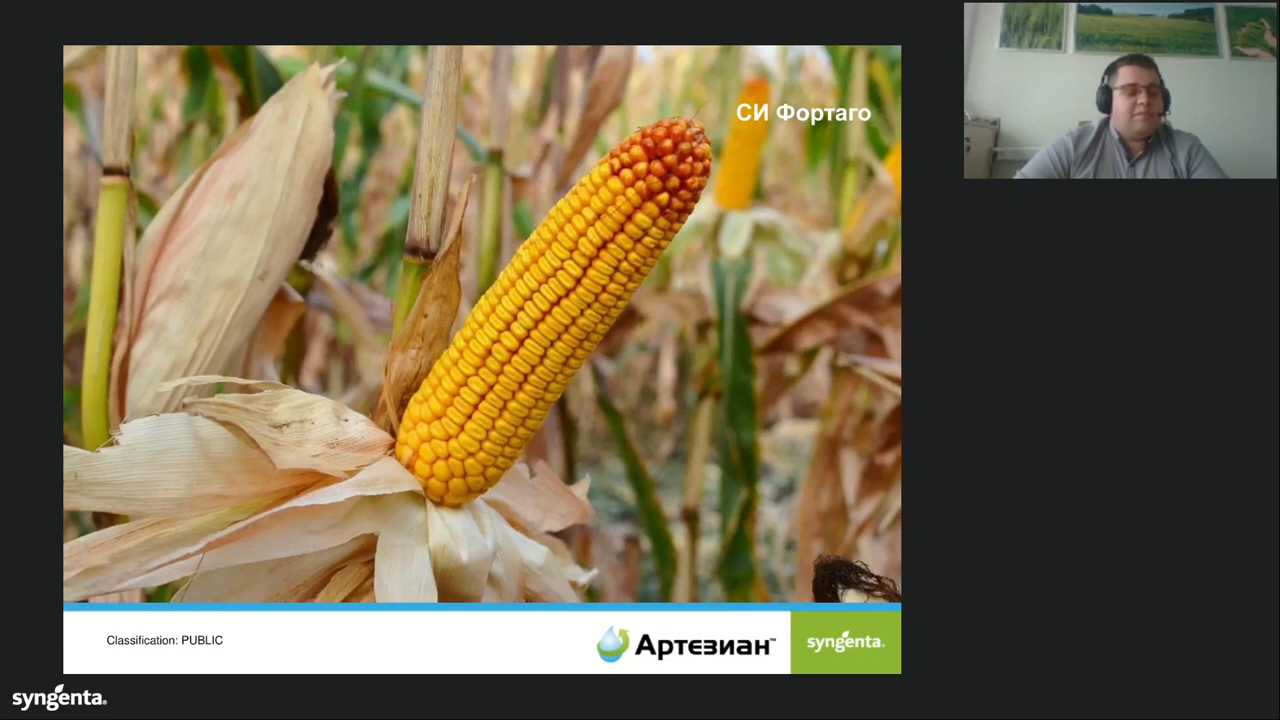 СИ Фортаго
Classification: PUBLIC
Артезиан™
syngenta®
syngenta®